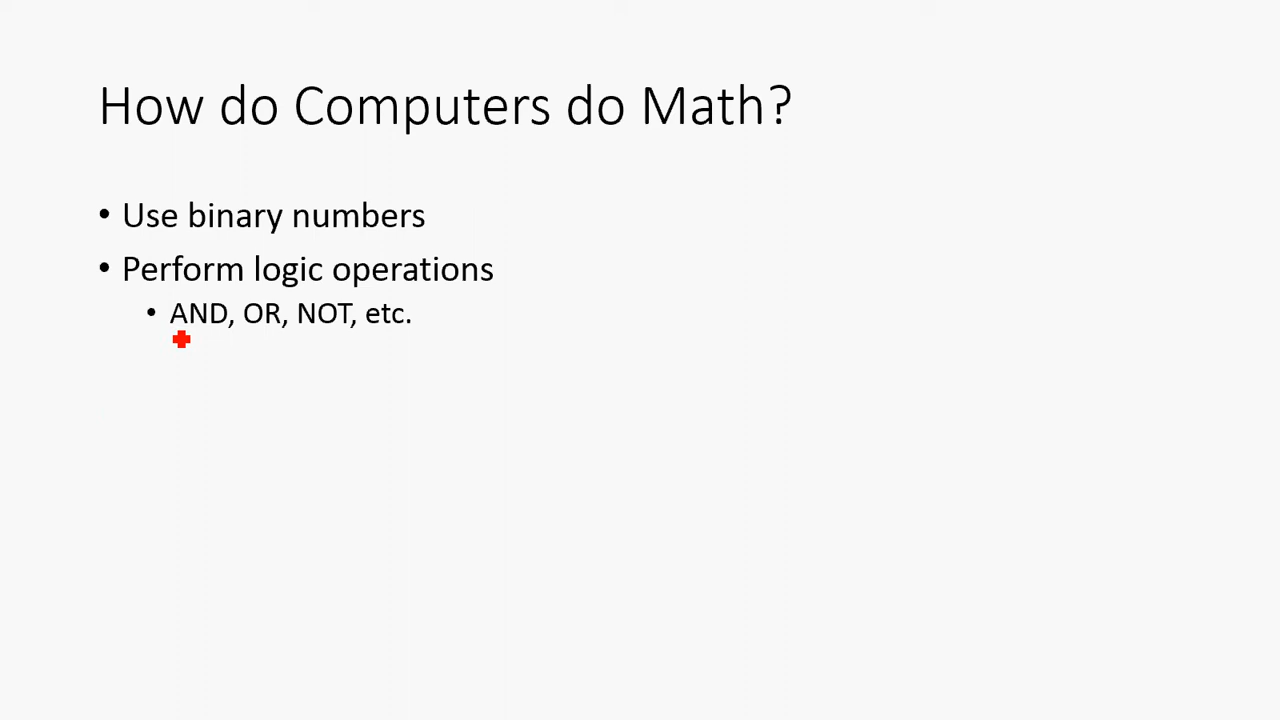 How do Computers do Math?
• Use binary numbers
• Perform logic operations
• AND, OR, NOT, etc.